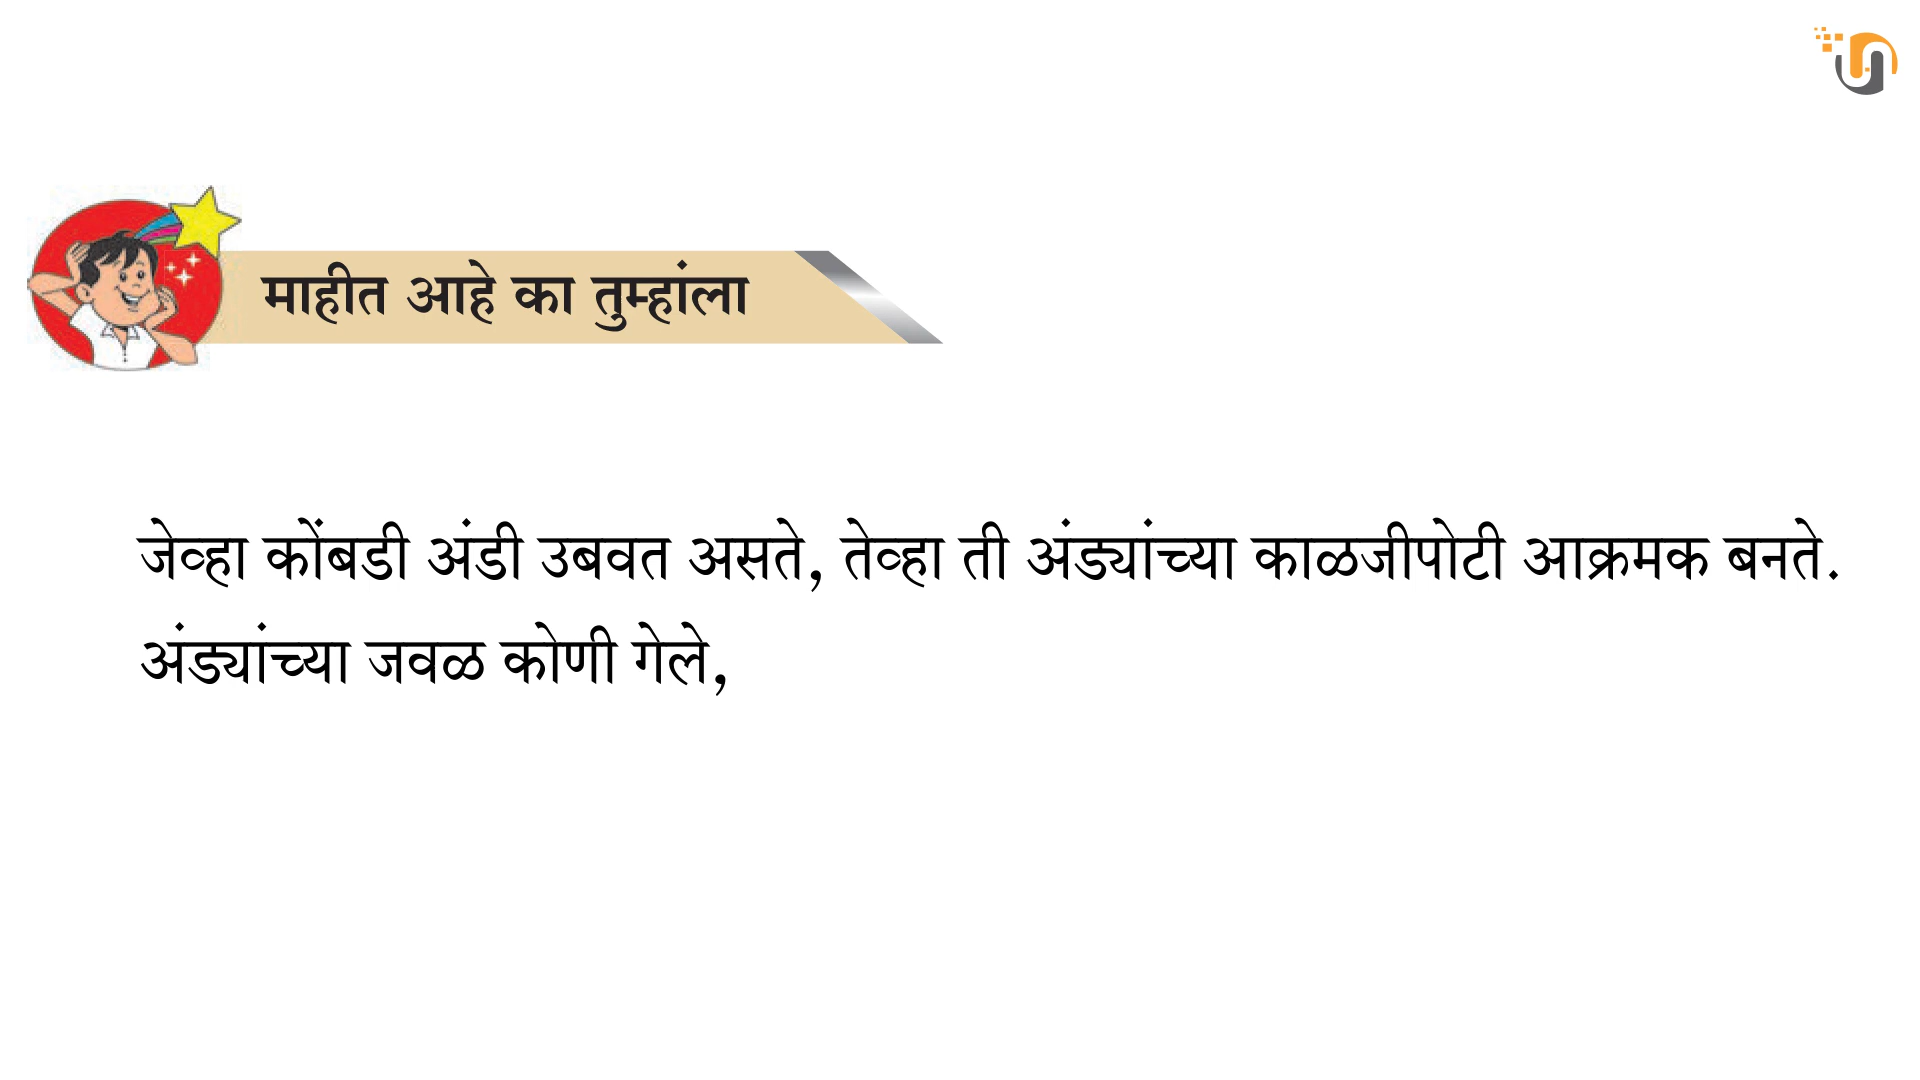 माहीत आहे का तुम्हांला
जेव्हा कोंबडी अंडी उबवत असते, तेव्हा ती अंड्यांच्या काळजीपोटी आक्रमक बनते.
अंड्यांच्या जवळ कोणी गेले,